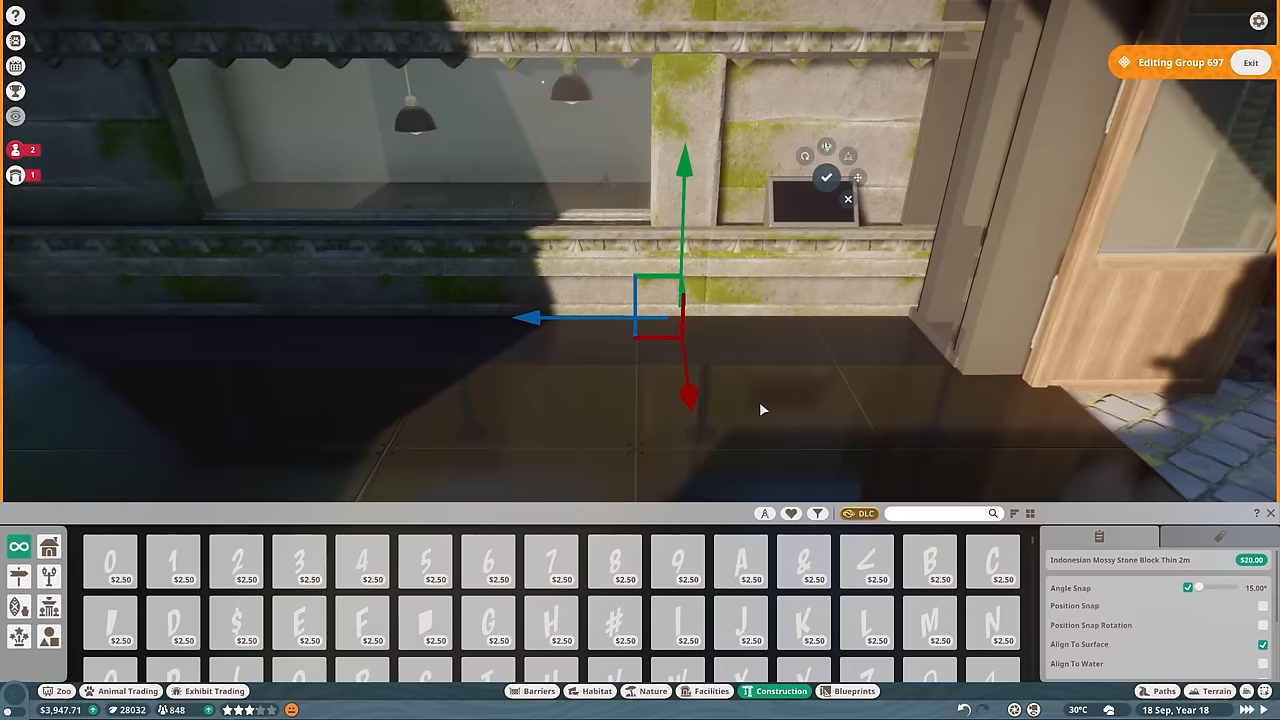 ?
Editing Group 697 Exit
2
1
A DLC ? ×
0 $2.50 1 $2.50 2 $2.50 3 $2.50 4 $2.50 5 $2.50 6 $2.50 7 $2.50 8 $2.50 9 $2.50 A $2.50 & $2.50 < $2.50 B $2.50 C $2.50
$2.50 D $2.50 $ $2.50 E $2.50 F $2.50 $2.50 G $2.50 H $2.50 # $2.50 I $2.50 J $2.50 K $2.50 L $2.50 M $2.50 N $2.50
Indonesian Mossy Stone Block Thin 2m $20.00
Angle Snap 15.00°
Position Snap
Position Snap Rotation
Align To Surface
Align To Water
Zoo Animal Trading Exhibit Trading Barriers Habitat Nature Facilities Construction Blueprints Paths Terrain
$3,947.71 28032 848 30°C 18 Sep, Year 18